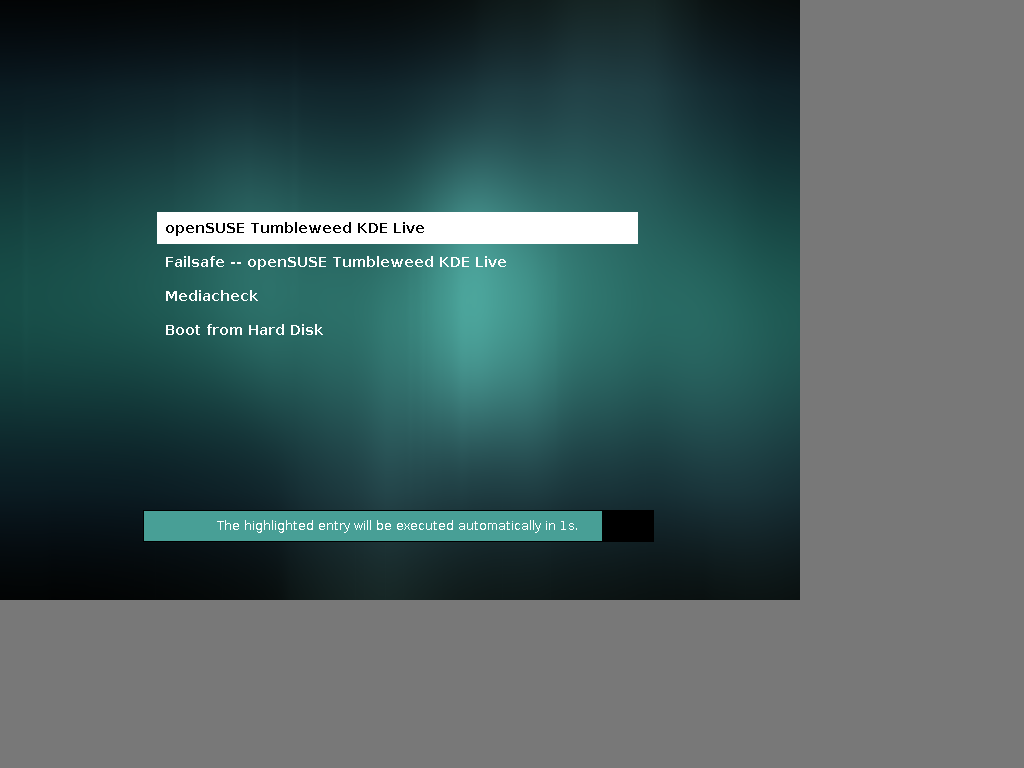 openSUSE Tumbleweed KDE Live
Failsafe -- openSUSE Tumbleweed KDE Live
Mediacheck
Boot from Hard Disk
The highlighted entry will be executed automatically in 1s.